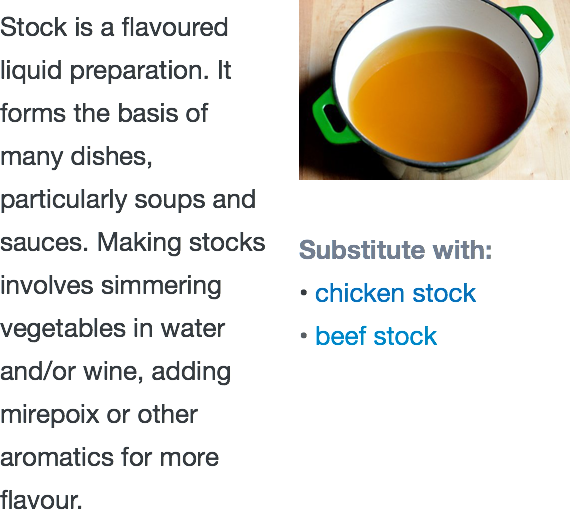 Stock is a flavoured
liquid preparation. It
forms the basis of
many dishes,
particularly soups and
sauces. Making stocks
involves simmering
vegetables in water
and/or wine, adding
mirepoix or other
aromatics for more
flavour.
Substitute with:
• chicken stock
• beef stock